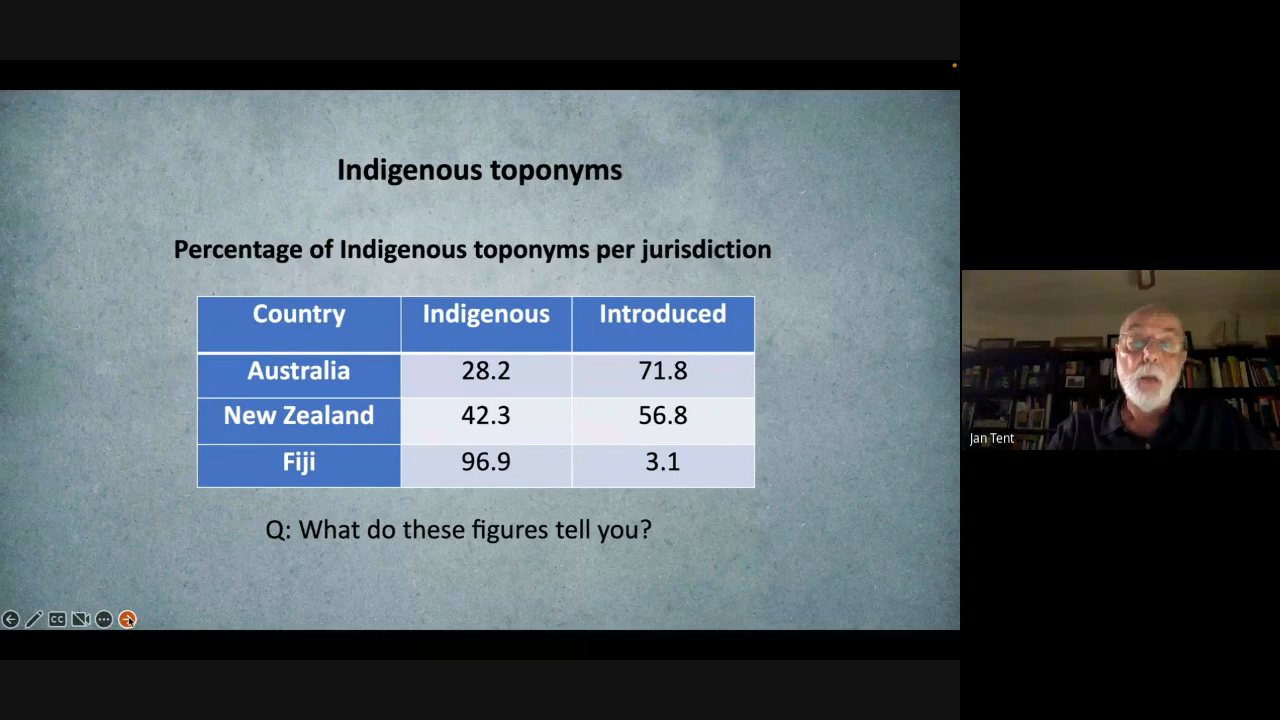 Indigenous toponyms
Percentage of Indigenous toponyms per jurisdiction
Country Indigenous Introduced
Australia 28.2 71.8
New Zealand 42.3 56.8
Fiji 96.9 3.1
Q: What do these figures tell you?
CC
Jan Tent